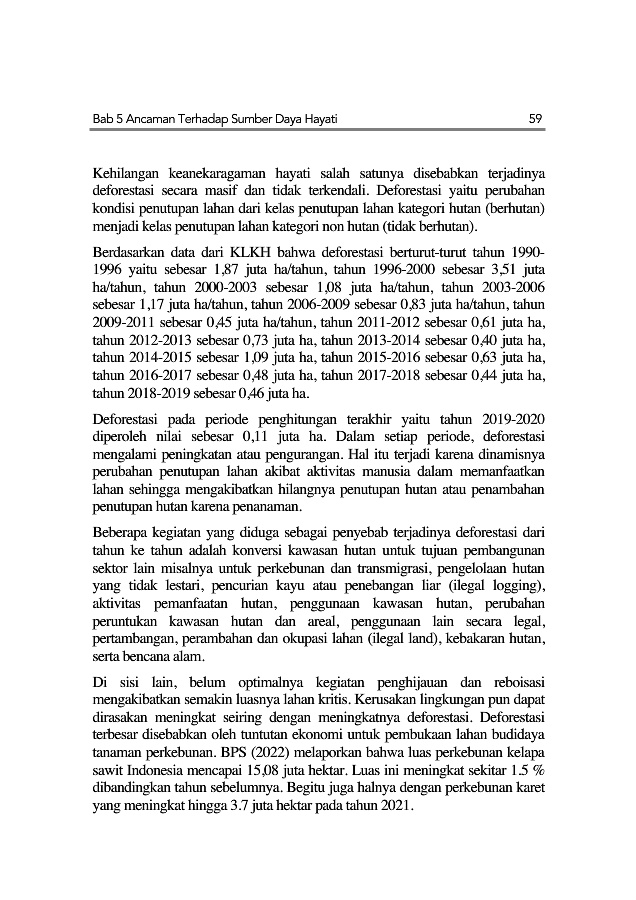 Bab 5 Ancaman Terhadap Sumber Daya Hayati 59
Kehilangan keanekaragaman hayati salah satunya disebabkan terjadinya
deforestasi secara masif dan tidak terkendali. Deforestasi yaitu perubahan
kondisi penutupan lahan dari kelas penutupan lahan kategori hutan (berhutan)
menjadi kelas penutupan lahan kategori non hutan (tidak berhutan).
Berdasarkan data dari KLKH bahwa deforestasi berturut-turut tahun 1990-
1996 yaitu sebesar 1,87 juta ha/tahun, tahun 1996-2000 sebesar 3,51 juta
ha/tahun, tahun 2000-2003 sebesar 1,08 juta ha/tahun, tahun 2003-2006
sebesar 1,17 juta ha/tahun, tahun 2006-2009 sebesar 0,83 juta ha/tahun, tahun
2009-2011 sebesar 0,45 juta ha/tahun, tahun 2011-2012 sebesar 0,61 juta ha,
tahun 2012-2013 sebesar 0,73 juta ha, tahun 2013-2014 sebesar 0,40 juta ha,
tahun 2014-2015 sebesar 1,09 juta ha, tahun 2015-2016 sebesar 0,63 juta ha,
tahun 2016-2017 sebesar 0,48 juta ha, tahun 2017-2018 sebesar 0,44 juta ha,
tahun 2018-2019 sebesar 0,46 juta ha.
Deforestasi pada periode penghitungan terakhir yaitu tahun 2019-2020
diperoleh nilai sebesar 0,11 juta ha. Dalam setiap periode, deforestasi
mengalami peningkatan atau pengurangan. Hal itu terjadi karena dinamisnya
perubahan penutupan lahan akibat aktivitas manusia dalam memanfaatkan
lahan sehingga mengakibatkan hilangnya penutupan hutan atau penambahan
penutupan hutan karena penanaman.
Beberapa kegiatan yang diduga sebagai penyebab terjadinya deforestasi dari
tahun ke tahun adalah konversi kawasan hutan untuk tujuan pembangunan
sektor lain misalnya untuk perkebunan dan transmigrasi, pengelolaan hutan
yang tidak lestari, pencurian kayu atau penebangan liar (ilegal logging),
aktivitas pemanfaatan hutan, penggunaan kawasan hutan, perubahan
peruntukan kawasan hutan dan areal, penggunaan lain secara legal,
pertambangan, perambahan dan okupasi lahan (ilegal land), kebakaran hutan,
serta bencana alam.
Di sisi lain, belum optimalnya kegiatan penghijauan dan reboisasi
mengakibatkan semakin luasnya lahan kritis. Kerusakan lingkungan pun dapat
dirasakan meningkat seiring dengan meningkatnya deforestasi. Deforestasi
terbesar disebabkan oleh tuntutan ekonomi untuk pembukaan lahan budidaya
tanaman perkebunan. BPS (2022) melaporkan bahwa luas perkebunan kelapa
sawit Indonesia mencapai 15,08 juta hektar. Luas ini meningkat sekitar 1.5 %
dibandingkan tahun sebelumnya. Begitu juga halnya dengan perkebunan karet
yang meningkat hingga 3.7 juta hektar pada tahun 2021.